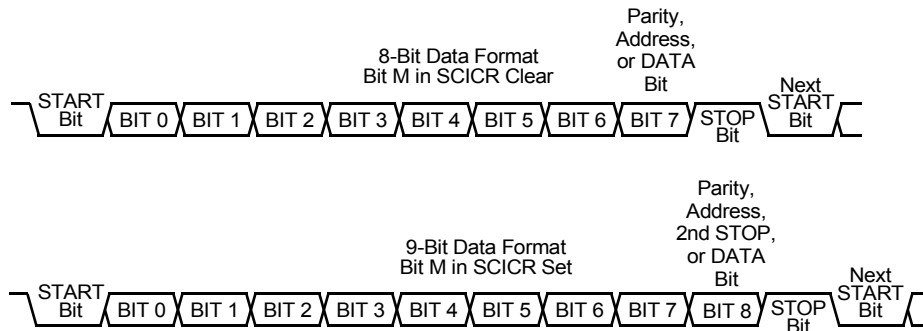 Parity,
Address,
or DATA
Bit
8-Bit Data Format
Bit M in SCICR Clear
START
Bit
BIT 0
BIT 1
BIT 2
BIT 3
BIT 4
BIT 5
BIT 6
BIT 7
STOP
Bit
Next
START
Bit
Parity,
Address,
2nd STOP,
or DATA
Bit
9-Bit Data Format
Bit M in SCICR Set
START
Bit
BIT 0
BIT 1
BIT 2
BIT 3
BIT 4
BIT 5
BIT 6
BIT 7
BIT 8
STOP
Bit
Next
START
Bit